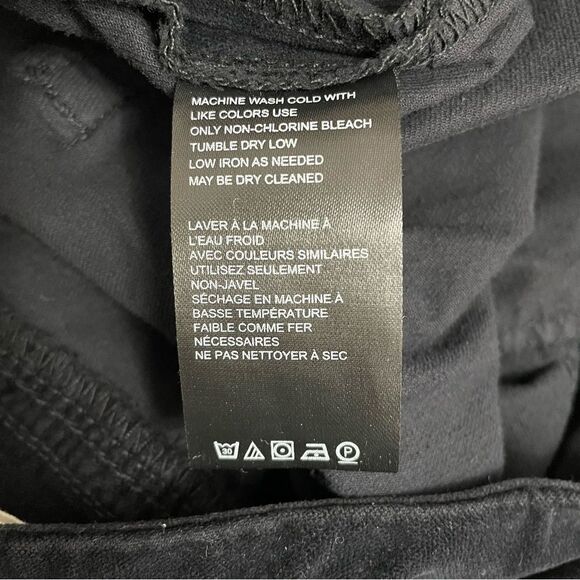 MACHINE WASH COLD WITH
LIKE COLORS USE
ONLY NON-CHLORINE BLEACH
TUMBLE DRY LOW
LOW IRON AS NEEDED
MAY BE DRY CLEANED
LAVER À LA MACHINE À
L'EAU FROID
AVEC COULEURS SIMILAIRES
UTILISEZ SEULEMENT
NON-JAVEL
SÉCHAGE EN MACHINE À
BASSE TEMPÉRATURE
FAIBLE COMME FER
NÉCESSAIRES
NE PAS NETTOYER À SEC
30 P